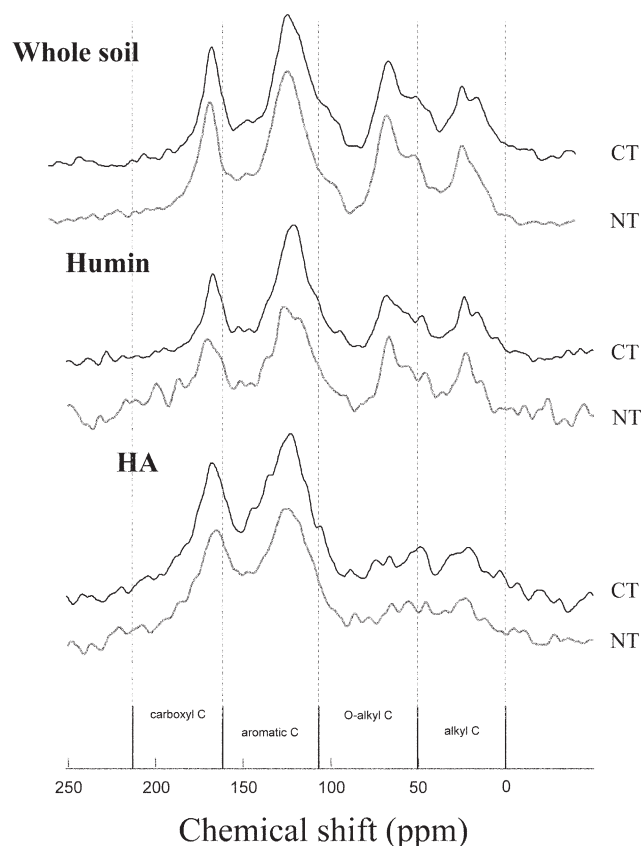 Whole soil
CT
NT
Humin
CT
NT
HA
CT
NT
carboxyl C
aromatic C
O-alkyl C
alkyl C
250 200 150 100 50 0
Chemical shift (ppm)